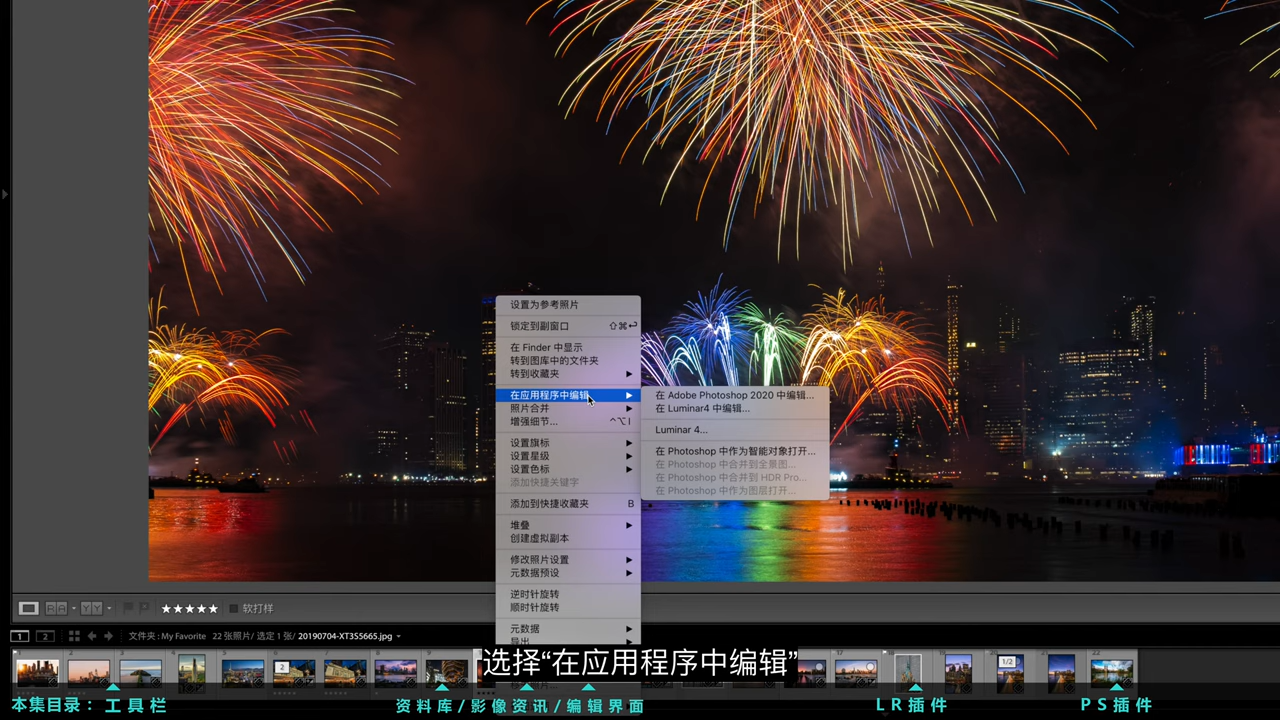 设置为参考照片
锁定到副窗口 ⇧⌘↩
在 Finder 中显示
转到图库中的文件夹
转到收藏夹
在应用程序中编辑
照片合并
增强细节... ^⌥I
设置旗标
设置星级
设置色标
添加快捷关键字
添加到快捷收藏夹 B
堆叠
创建虚拟副本
修改照片设置
元数据预设
逆时针旋转
顺时针旋转
元数据
导出
在 Adobe Photoshop 2020 中编辑...
在 Luminar4 中编辑...
Luminar 4...
在 Photoshop 中作为智能对象打开...
在 Photoshop 中合并到全景图...
在 Photoshop 中合并到 HDR Pro...
在 Photoshop 中作为图层打开...
RA YY ★★★★★ 软打样
1 2 文件夹 : My Favorite 22 张照片/ 选定 1 张/ 20190704-XT355665.jpg
选择“在应用程序中编辑”
本集目录：工具栏 资料库/影像资讯/编辑界面 LR插件 PS插件